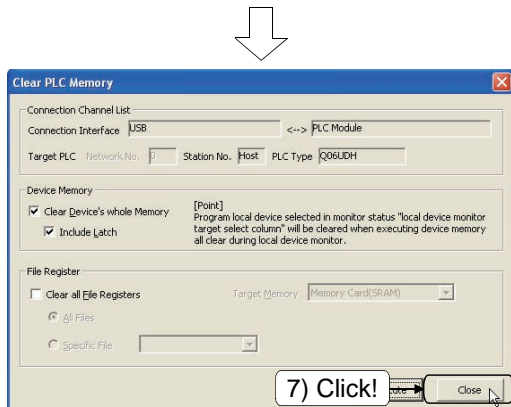 Clear PLC Memory
Connection Channel List
Connection Interface USB <--> PLC Module
Target PLC Network No. 0 Station No. Host PLC Type Q06UDH
Device Memory
Clear Device's whole Memory
Include Latch
[Point]
Program local device selected in monitor status "local device monitor
target select column" will be cleared when executing device memory
all clear during local device monitor.
File Register
Clear all File Registers Target Memory Memory Card(SRAM)
All Files
Specific File
7) Click! Close